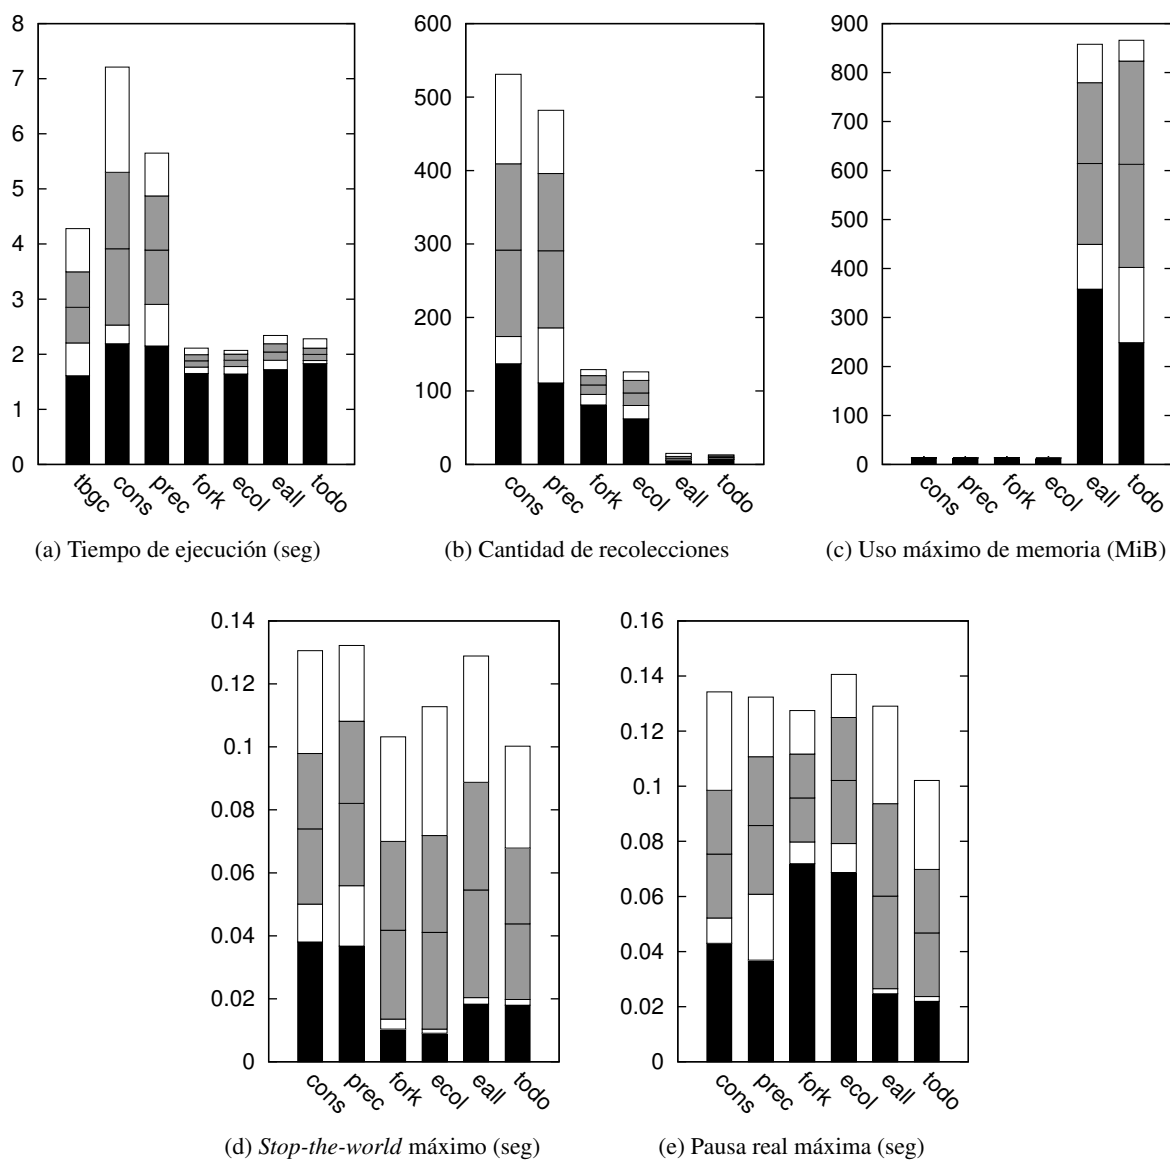 8
7
6
5
4
3
2
1
0
tbgc
cons
prec
fork
ecol
eall
todo
(a) Tiempo de ejecución (seg)
600
500
400
300
200
100
0
cons
prec
fork
ecol
eall
todo
(b) Cantidad de recolecciones
900
800
700
600
500
400
300
200
100
0
cons
prec
fork
ecol
eall
todo
(c) Uso máximo de memoria (MiB)
0.14
0.12
0.1
0.08
0.06
0.04
0.02
0
cons
prec
fork
ecol
eall
todo
(d) Stop-the-world máximo (seg)
0.16
0.14
0.12
0.1
0.08
0.06
0.04
0.02
0
cons
prec
fork
ecol
eall
todo
(e) Pausa real máxima (seg)